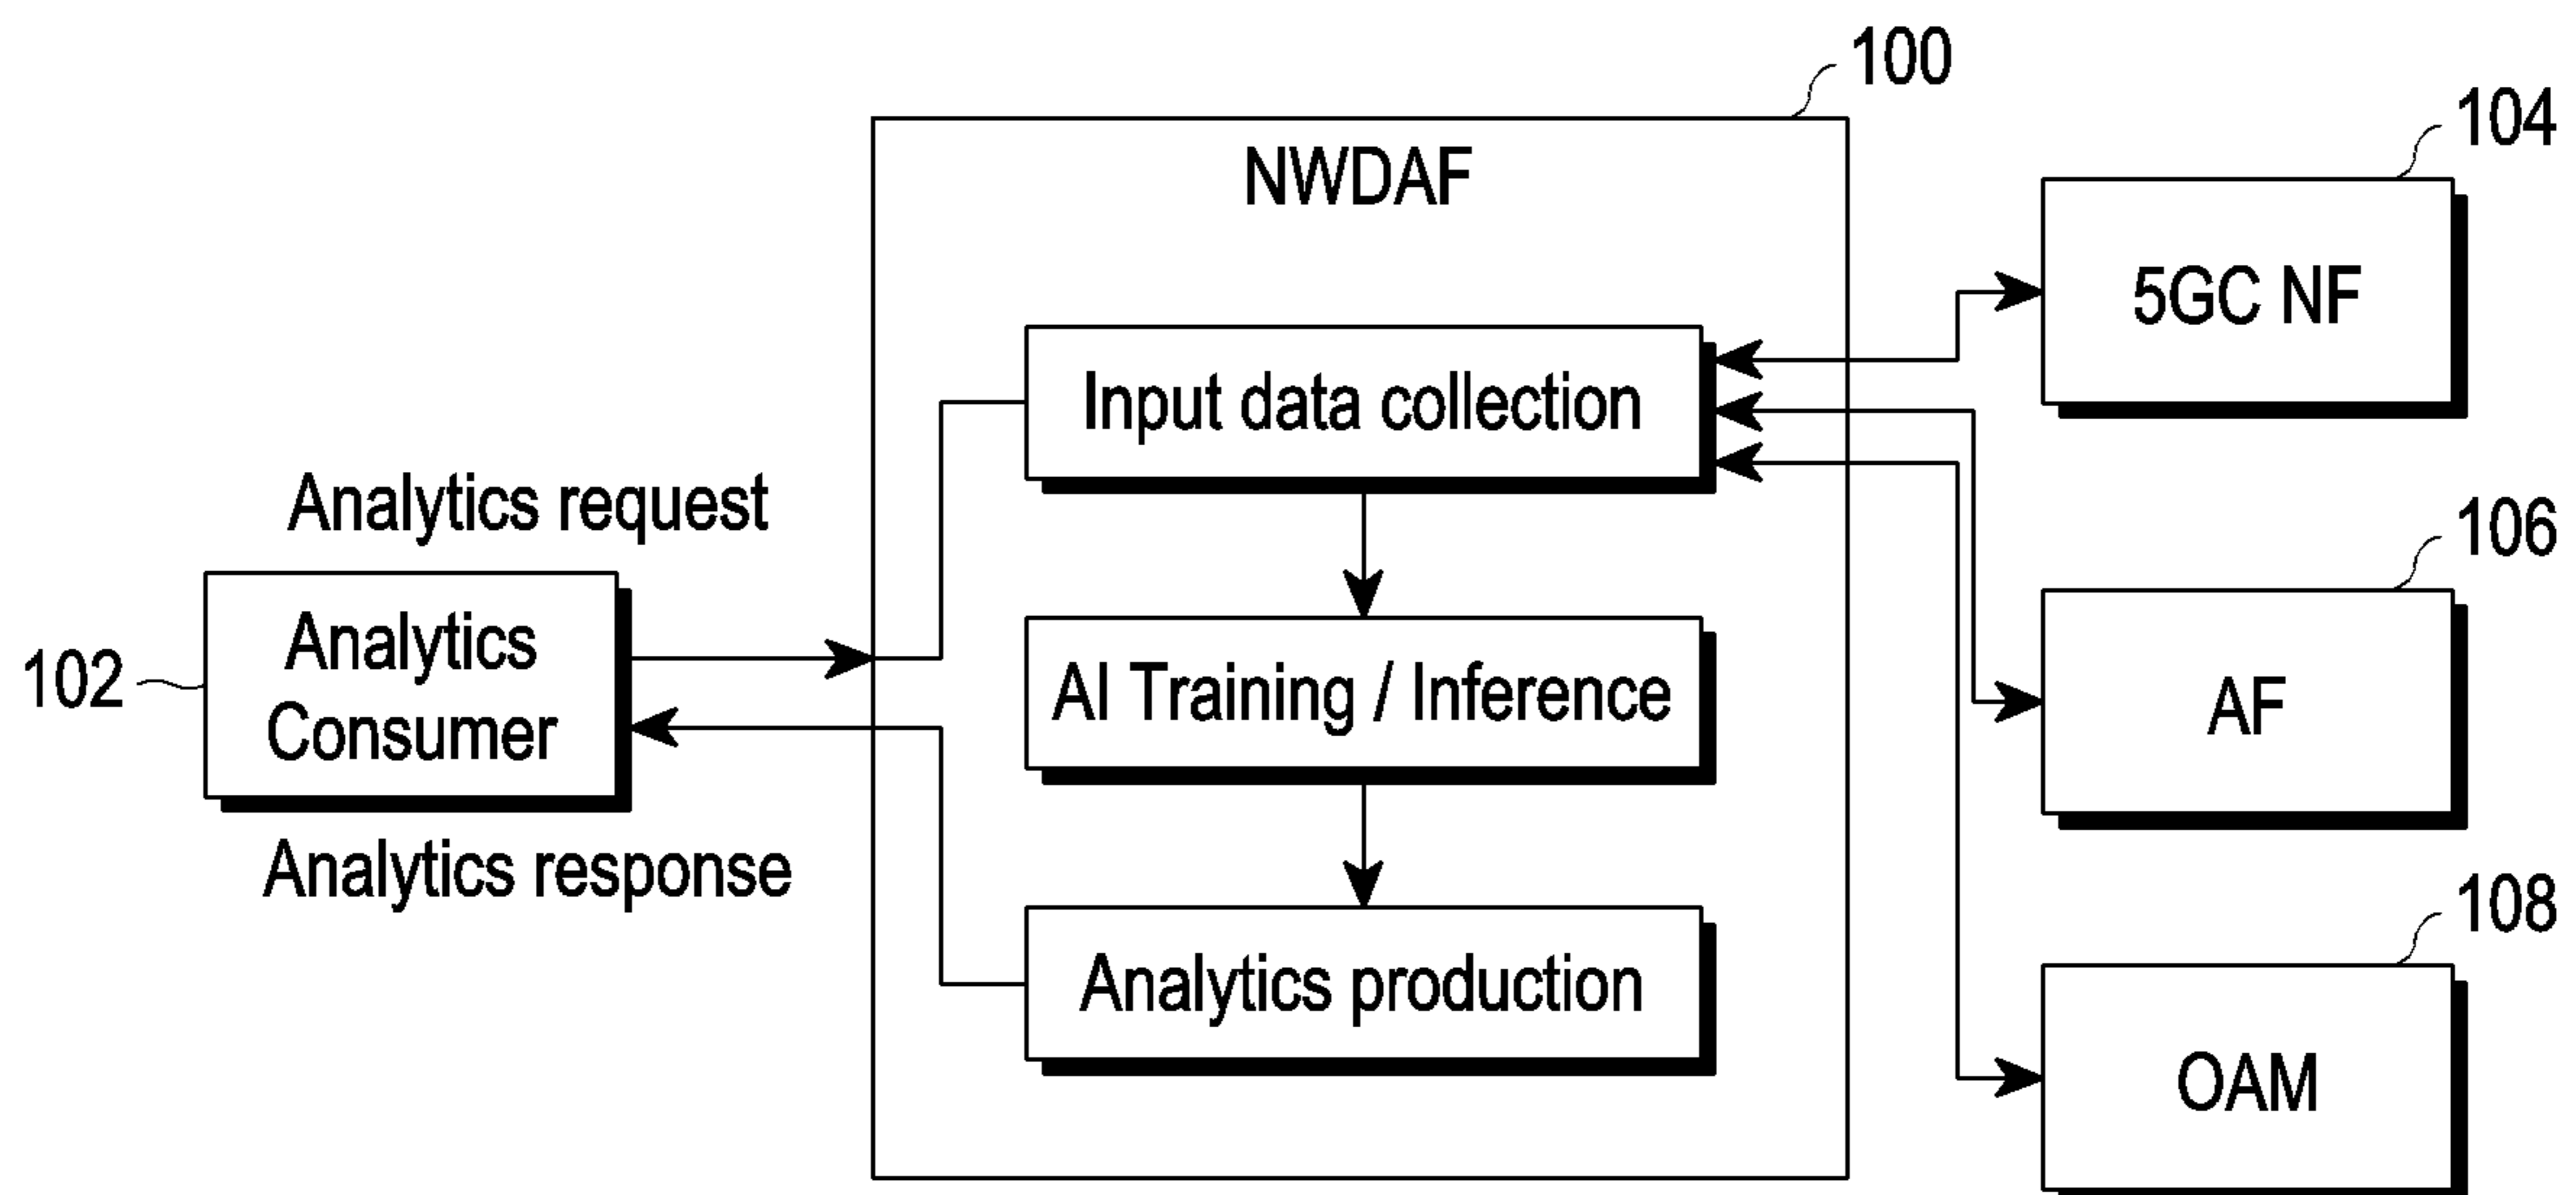 100
NWDAF
104
5GC NF
Input data collection
Analytics request
106
102
Analytics
Consumer
AI Training / Inference
AF
Analytics response
108
Analytics production
OAM